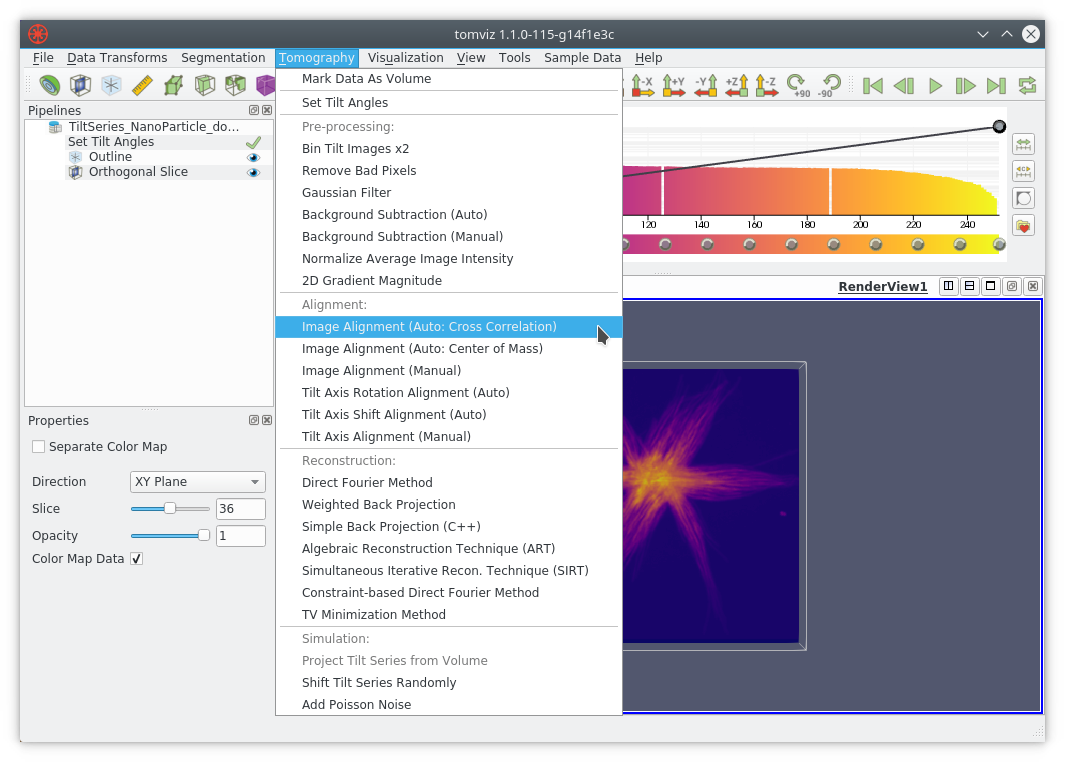 tomviz 1.1.0-115-g14f1e3c
File Data Transforms Segmentation Tomography Visualization View Tools Sample Data Help
-X +Y -Y +Z -Z +90 -90
Pipelines
TiltSeries_NanoParticle_do...
Set Tilt Angles
Outline
Orthogonal Slice
Properties
Separate Color Map
Direction XY Plane
Slice 36
Opacity 1
Color Map Data
Mark Data As Volume
Set Tilt Angles
Pre-processing:
Bin Tilt Images x2
Remove Bad Pixels
Gaussian Filter
Background Subtraction (Auto)
Background Subtraction (Manual)
Normalize Average Image Intensity
2D Gradient Magnitude
Alignment:
Image Alignment (Auto: Cross Correlation)
Image Alignment (Auto: Center of Mass)
Image Alignment (Manual)
Tilt Axis Rotation Alignment (Auto)
Tilt Axis Shift Alignment (Auto)
Tilt Axis Alignment (Manual)
Reconstruction:
Direct Fourier Method
Weighted Back Projection
Simple Back Projection (C++)
Algebraic Reconstruction Technique (ART)
Simultaneous Iterative Recon. Technique (SIRT)
Constraint-based Direct Fourier Method
TV Minimization Method
Simulation:
Project Tilt Series from Volume
Shift Tilt Series Randomly
Add Poisson Noise
120 140 160 180 200 220 240
RenderView1